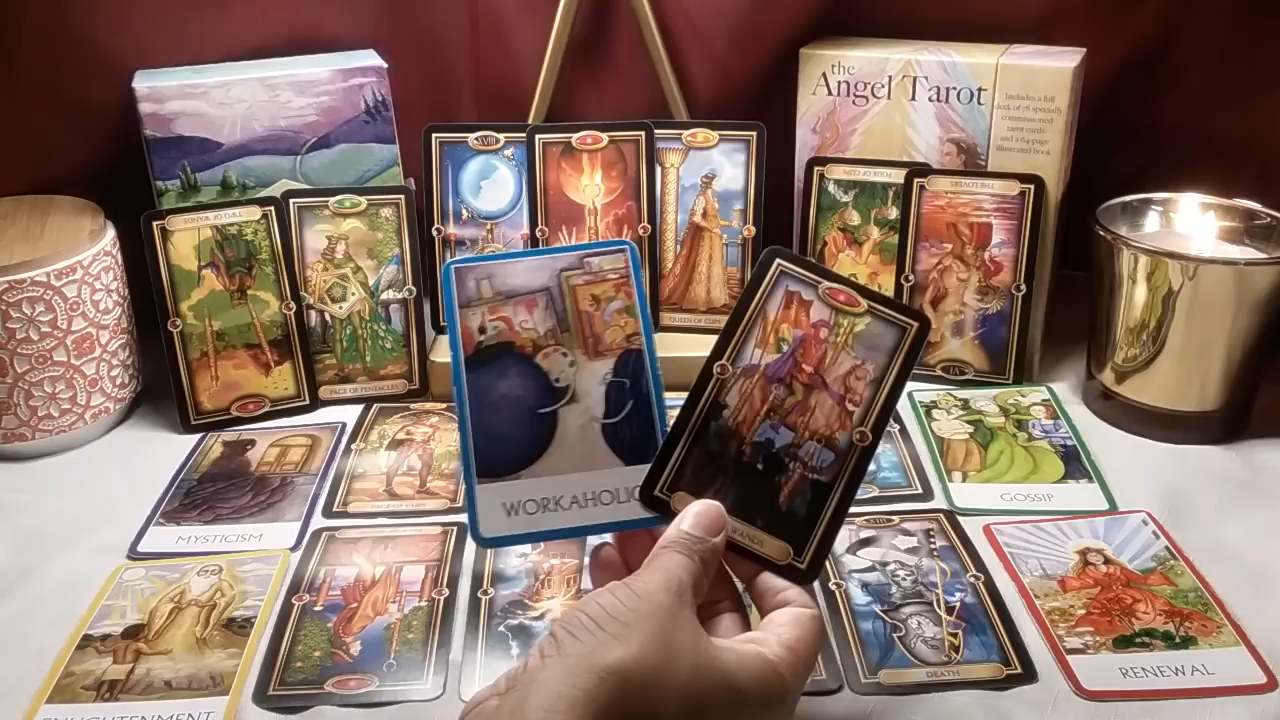 the
Angel Tarot
Includes a full
deck of 78 specially
commissioned
tarot cards
and a 64-page
illustrated book
XVIII
FOUR OF CUPS
THE LOVERS
TWO OF WANDS
PAGE OF PENTACLES
QUEEN OF CUPS
VI
WORKAHOLIC
WANDS
MYSTICISM
PAGE OF CUPS
GOSSIP
XIII
ENLIGHTENMENT
DEATH
RENEWAL